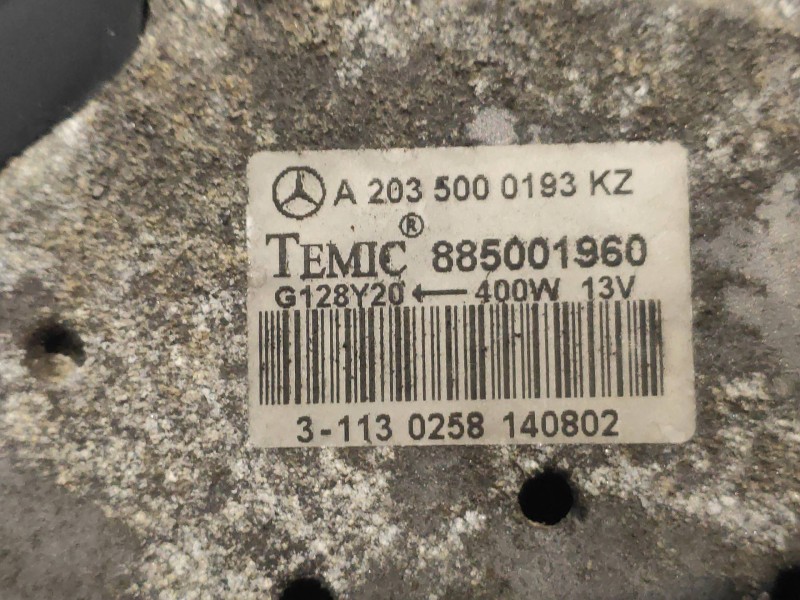 A 203 500 0193 KZ
TEMIC® 885001960
G128Y20 ← 400W 13V
3-113 0258 140802